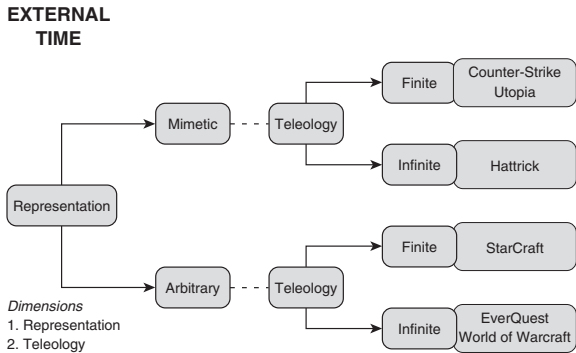 EXTERNAL
TIME
Representation
Mimetic
Teleology
Finite
Counter-Strike
Utopia
Infinite
Hattrick
Arbitrary
Teleology
Finite
StarCraft
Infinite
EverQuest
World of Warcraft
Dimensions
1. Representation
2. Teleology